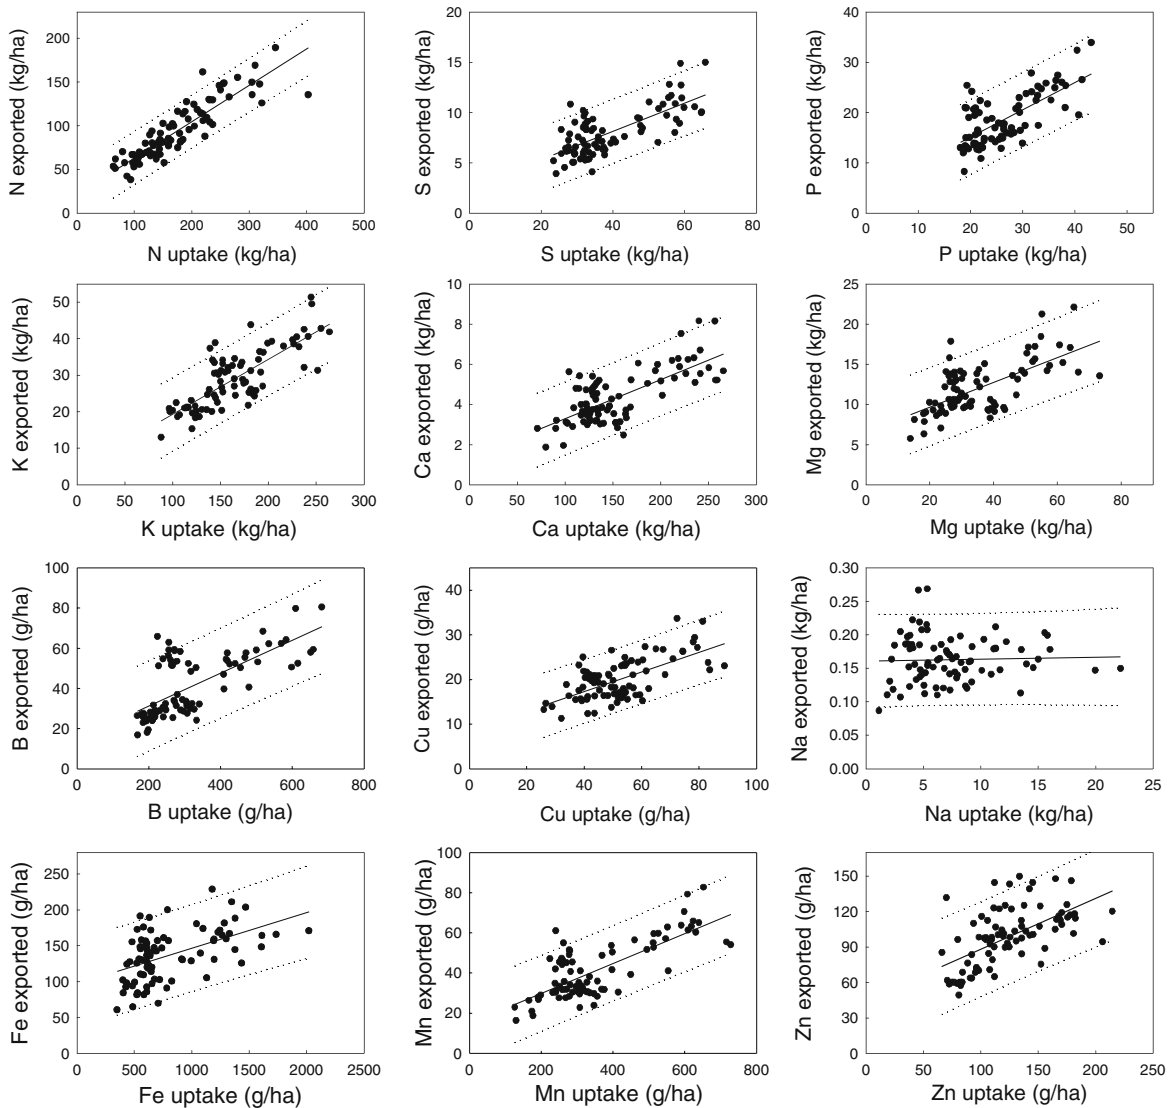 N exported (kg/ha)
200
150
100
50
0
0 100 200 300 400 500
N uptake (kg/ha)
S exported (kg/ha)
20
15
10
5
0
0 20 40 60 80
S uptake (kg/ha)
P exported (kg/ha)
40
30
20
10
0
0 10 20 30 40 50
P uptake (kg/ha)
K exported (kg/ha)
50
40
30
20
10
0
0 50 100 150 200 250 300
K uptake (kg/ha)
Ca exported (kg/ha)
10
8
6
4
2
0
0 50 100 150 200 250 300
Ca uptake (kg/ha)
Mg exported (kg/ha)
25
20
15
10
5
0
0 20 40 60 80
Mg uptake (kg/ha)
B exported (g/ha)
100
80
60
40
20
0
0 200 400 600 800
B uptake (g/ha)
Cu exported (g/ha)
40
30
20
10
0
0 20 40 60 80 100
Cu uptake (g/ha)
Na exported (kg/ha)
0.30
0.25
0.20
0.15
0.10
0.05
0.00
0 5 10 15 20 25
Na uptake (kg/ha)
Fe exported (g/ha)
250
200
150
100
50
0
0 500 1000 1500 2000 2500
Fe uptake (g/ha)
Mn exported (g/ha)
100
80
60
40
20
0
0 200 400 600 800
Mn uptake (g/ha)
Zn exported (g/ha)
150
120
90
60
30
0
0 50 100 150 200 250
Zn uptake (g/ha)